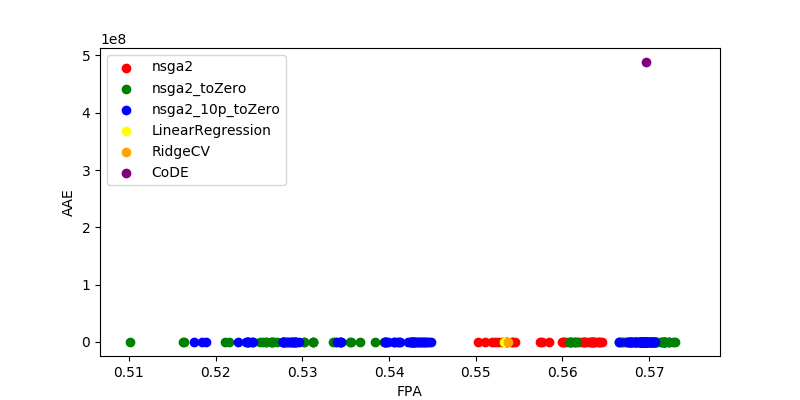 1e8
5
4
3
2
1
0
AAE
nsga2
nsga2_toZero
nsga2_10p_toZero
LinearRegression
RidgeCV
CoDE
0.51 0.52 0.53 0.54 0.55 0.56 0.57
FPA